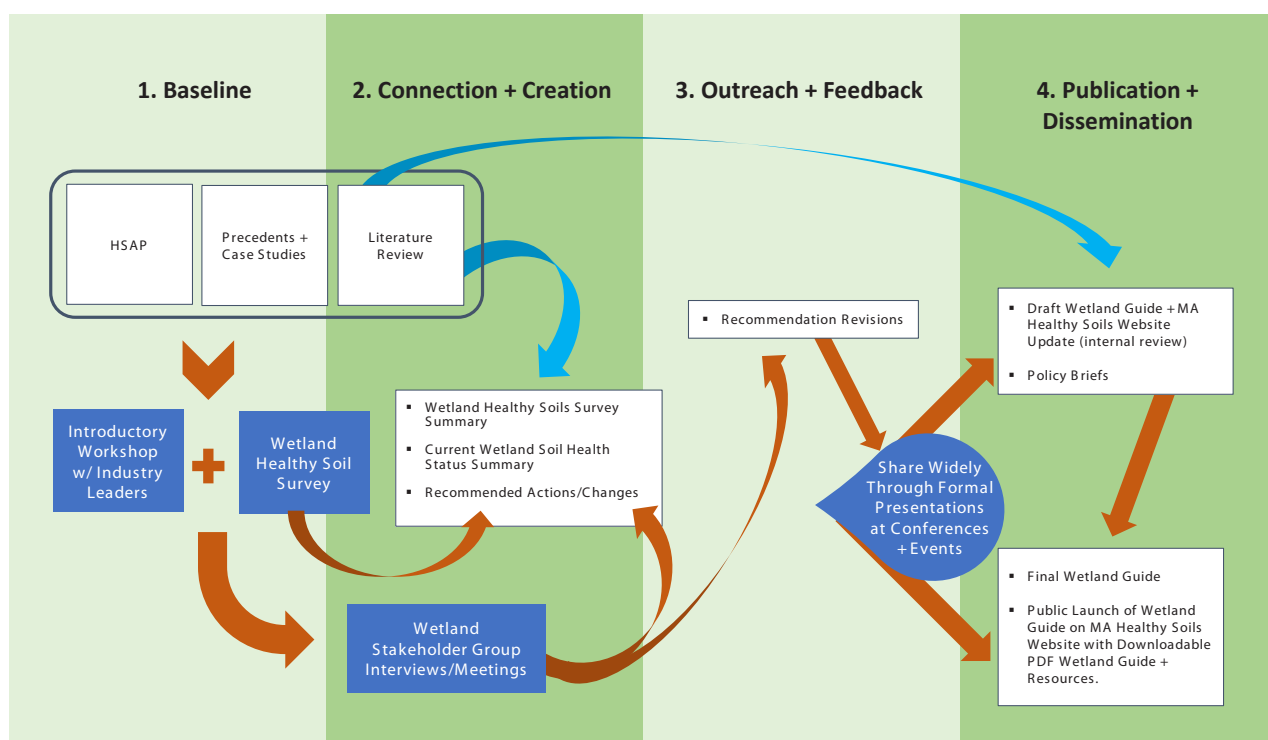 1. Baseline
2. Connection + Creation
3. Outreach + Feedback
4. Publication +
Dissemination
HSAP
Precedents +
Case Studies
Literature
Review
Introductory
Workshop
w/ Industry
Leaders
Wetland
Healthy Soil
Survey
▪ Wetland Healthy Soils Survey
Summary
▪ Current Wetland Soil Health
Status Summary
▪ Recommended Actions/Changes
Wetland
Stakeholder Group
Interviews/Meetings
▪ Recommendation Revisions
Share Widely
Through Formal
Presentations
at Conferences
+ Events
▪ Draft Wetland Guide + MA
Healthy Soils Website
Update (internal review)
▪ Policy Briefs
▪ Final Wetland Guide
▪ Public Launch of Wetland
Guide on MA Healthy Soils
Website with Downloadable
PDF Wetland Guide +
Resources.